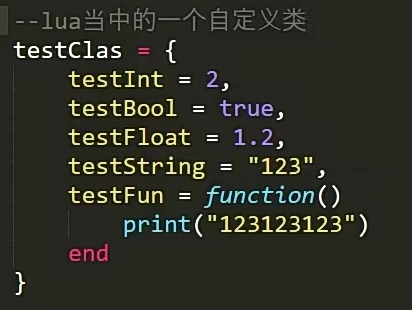 --lua当中的一个自定义类
testClas = {
    testInt = 2,
    testBool = true,
    testFloat = 1.2,
    testString = "123",
    testFun = function()
        print("123123123")
    end
}